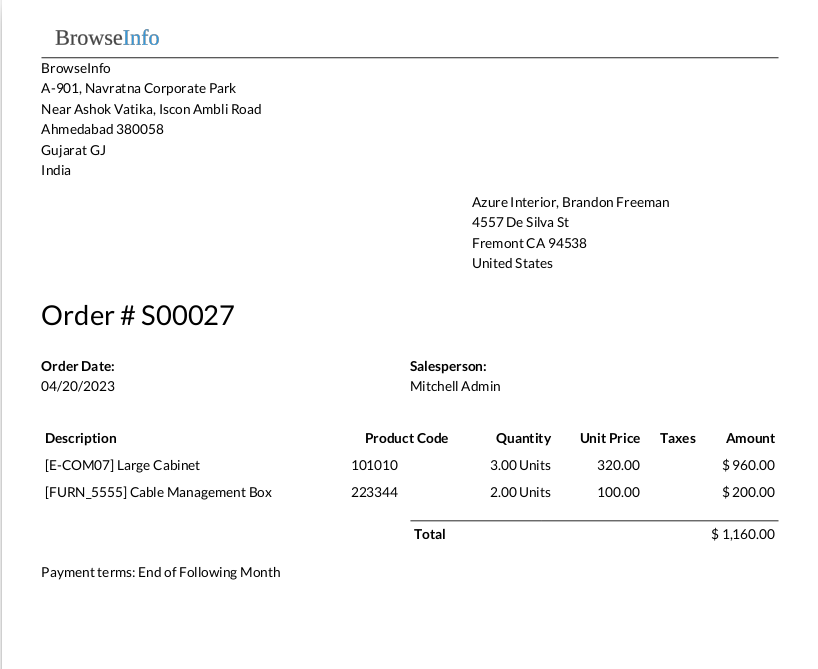 BrowseInfo
BrowseInfo
A-901, Navratna Corporate Park
Near Ashok Vatika, Iscon Ambli Road
Ahmedabad 380058
Gujarat GJ
India
Azure Interior, Brandon Freeman
4557 De Silva St
Fremont CA 94538
United States
Order # S00027
Order Date: Salesperson:
04/20/2023 Mitchell Admin
Description Product Code Quantity Unit Price Taxes Amount
[E-COM07] Large Cabinet 101010 3.00 Units 320.00 $ 960.00
[FURN_5555] Cable Management Box 223344 2.00 Units 100.00 $ 200.00
Total $ 1,160.00
Payment terms: End of Following Month